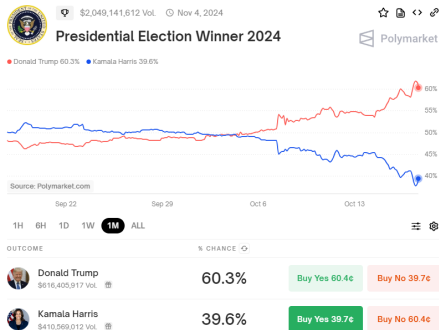 $2,049,141,612 Vol. Nov 4, 2024
Presidential Election Winner 2024
Polymarket
Donald Trump 60.3% Kamala Harris 39.6%
60%
55%
50%
45%
40%
Source: Polymarket.com
Sep 22 Sep 29 Oct 6 Oct 13
1H 6H 1D 1W 1M ALL
OUTCOME % CHANCE
Donald Trump
$616,405,917 Vol.
60.3%
Buy Yes 60.4¢ Buy No 39.7¢
Kamala Harris
$410,569,012 Vol.
39.6%
Buy Yes 39.7¢ Buy No 60.4¢